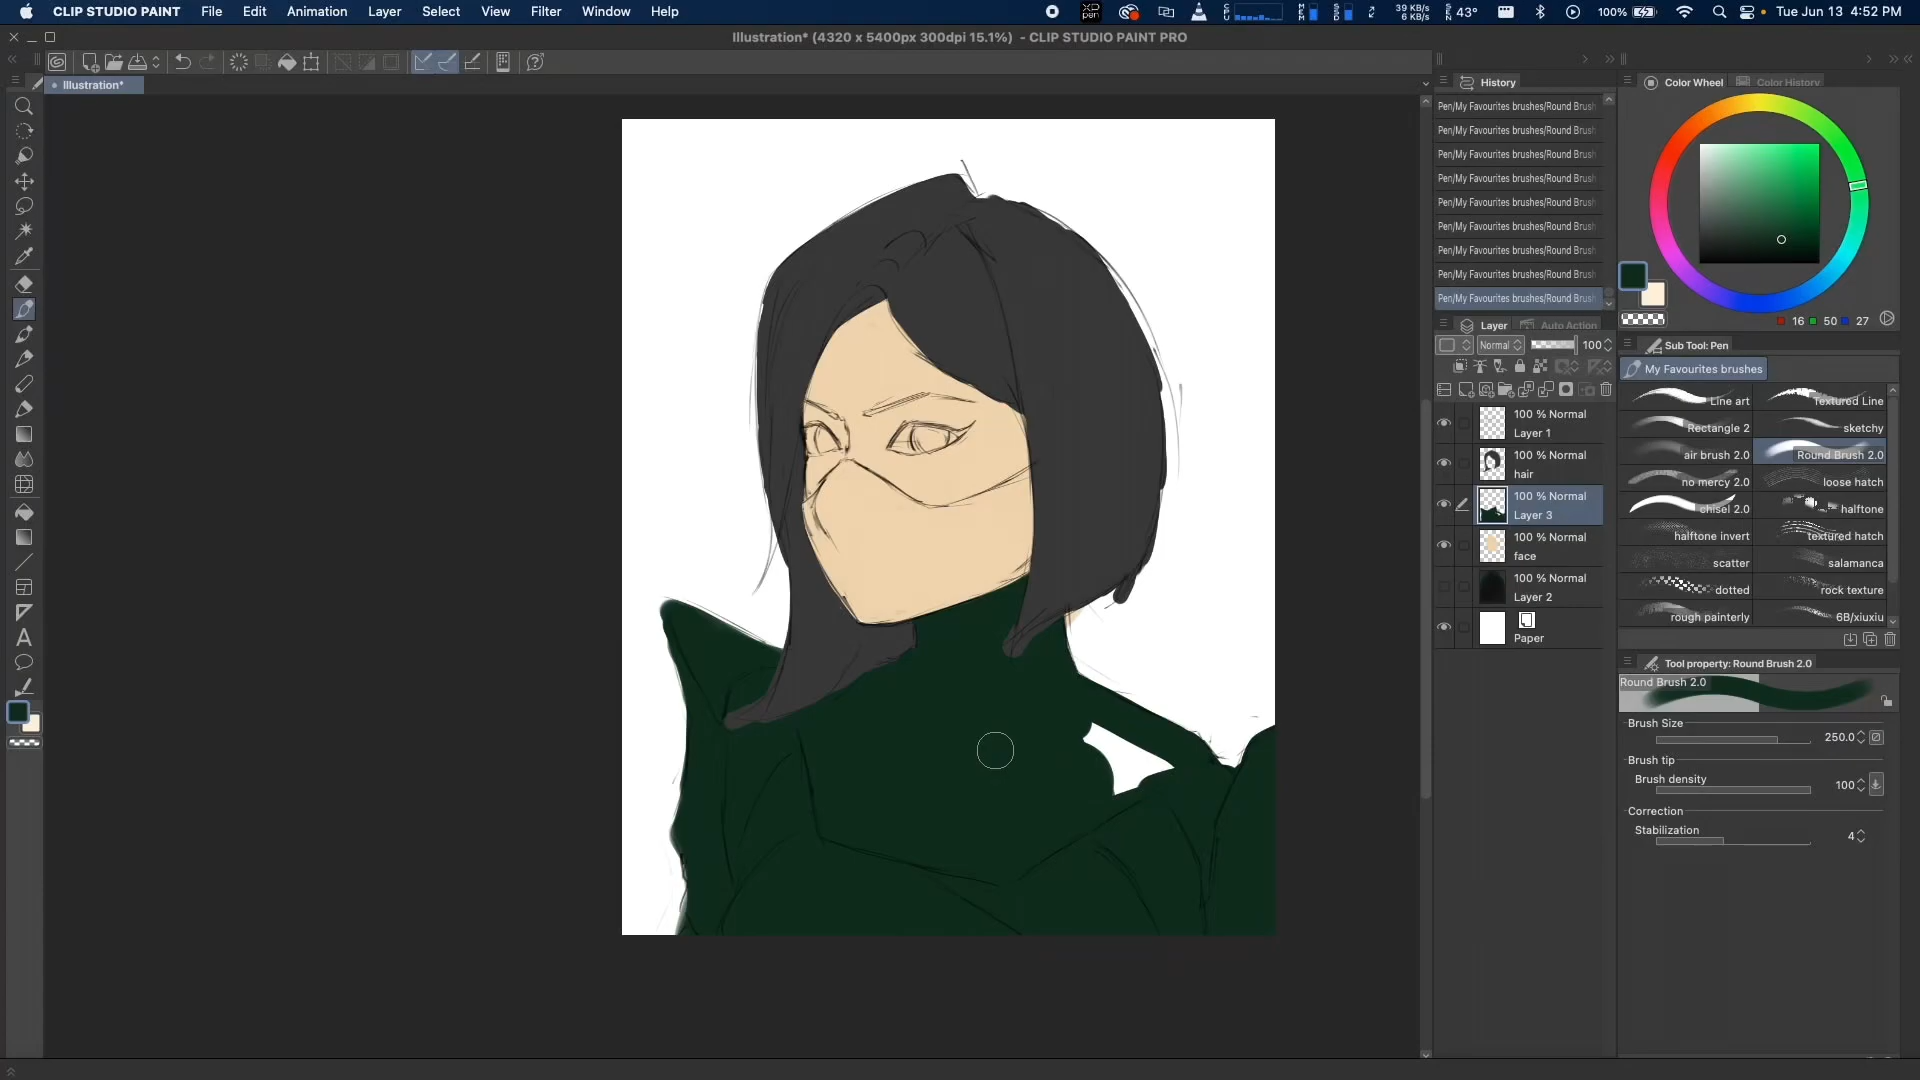 CLIP STUDIO PAINT File Edit Animation Layer Select View Filter Window Help
XP pen
CPU MEM SSD 39 KB/s 6 KB/s SEN 43° 100% Tue Jun 13 4:52 PM
Illustration* (4320 x 5400px 300dpi 15.1%) - CLIP STUDIO PAINT PRO
Illustration*
History
Pen/My Favourites brushes/Round Brush
Pen/My Favourites brushes/Round Brush
Pen/My Favourites brushes/Round Brush
Pen/My Favourites brushes/Round Brush
Pen/My Favourites brushes/Round Brush
Pen/My Favourites brushes/Round Brush
Pen/My Favourites brushes/Round Brush
Pen/My Favourites brushes/Round Brush
Pen/My Favourites brushes/Round Brush
Layer Auto Action
Normal 100
100 % Normal
Layer 1
100 % Normal
hair
100 % Normal
Layer 3
100 % Normal
face
100 % Normal
Layer 2
Paper
Color Wheel Color History
16 50 27
Sub Tool: Pen
My Favourites brushes
Line art Textured Line
Rectangle 2 sketchy
air brush 2.0 Round Brush 2.0
no mercy 2.0 loose hatch
chisel 2.0 halftone
halftone invert textured hatch
scatter salamanca
dotted rock texture
rough painterly 6B/xiuxiu
Tool property: Round Brush 2.0
Round Brush 2.0
Brush Size
250.0
Brush tip
Brush density 100
Correction
Stabilization 4